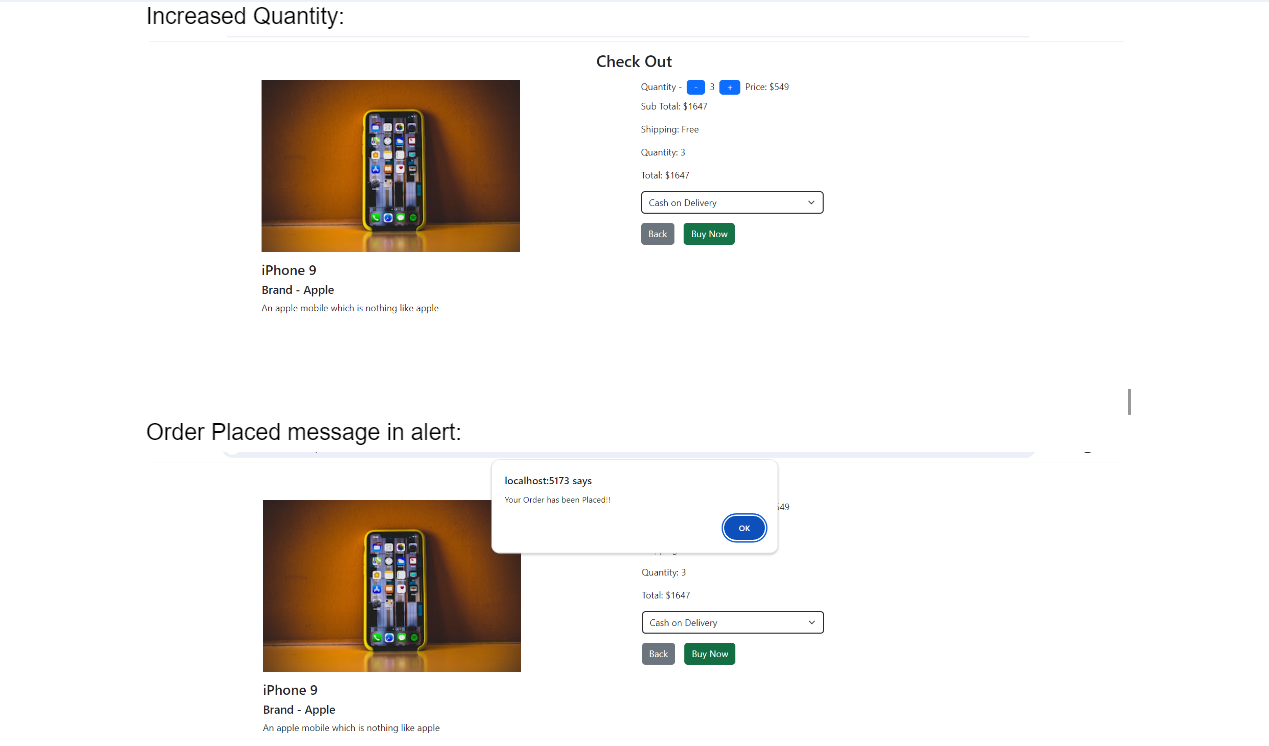 Increased Quantity:
Check Out
Quantity - - 3 + Price: $549
Sub Total: $1647
Shipping: Free
Quantity: 3
Total: $1647
Cash on Delivery
Back Buy Now
iPhone 9
Brand - Apple
An apple mobile which is nothing like apple
Order Placed message in alert:
localhost:5173 says
Your Order has been Placed!!
OK
Quantity: 3
Total: $1647
Cash on Delivery
Back Buy Now
iPhone 9
Brand - Apple
An apple mobile which is nothing like apple